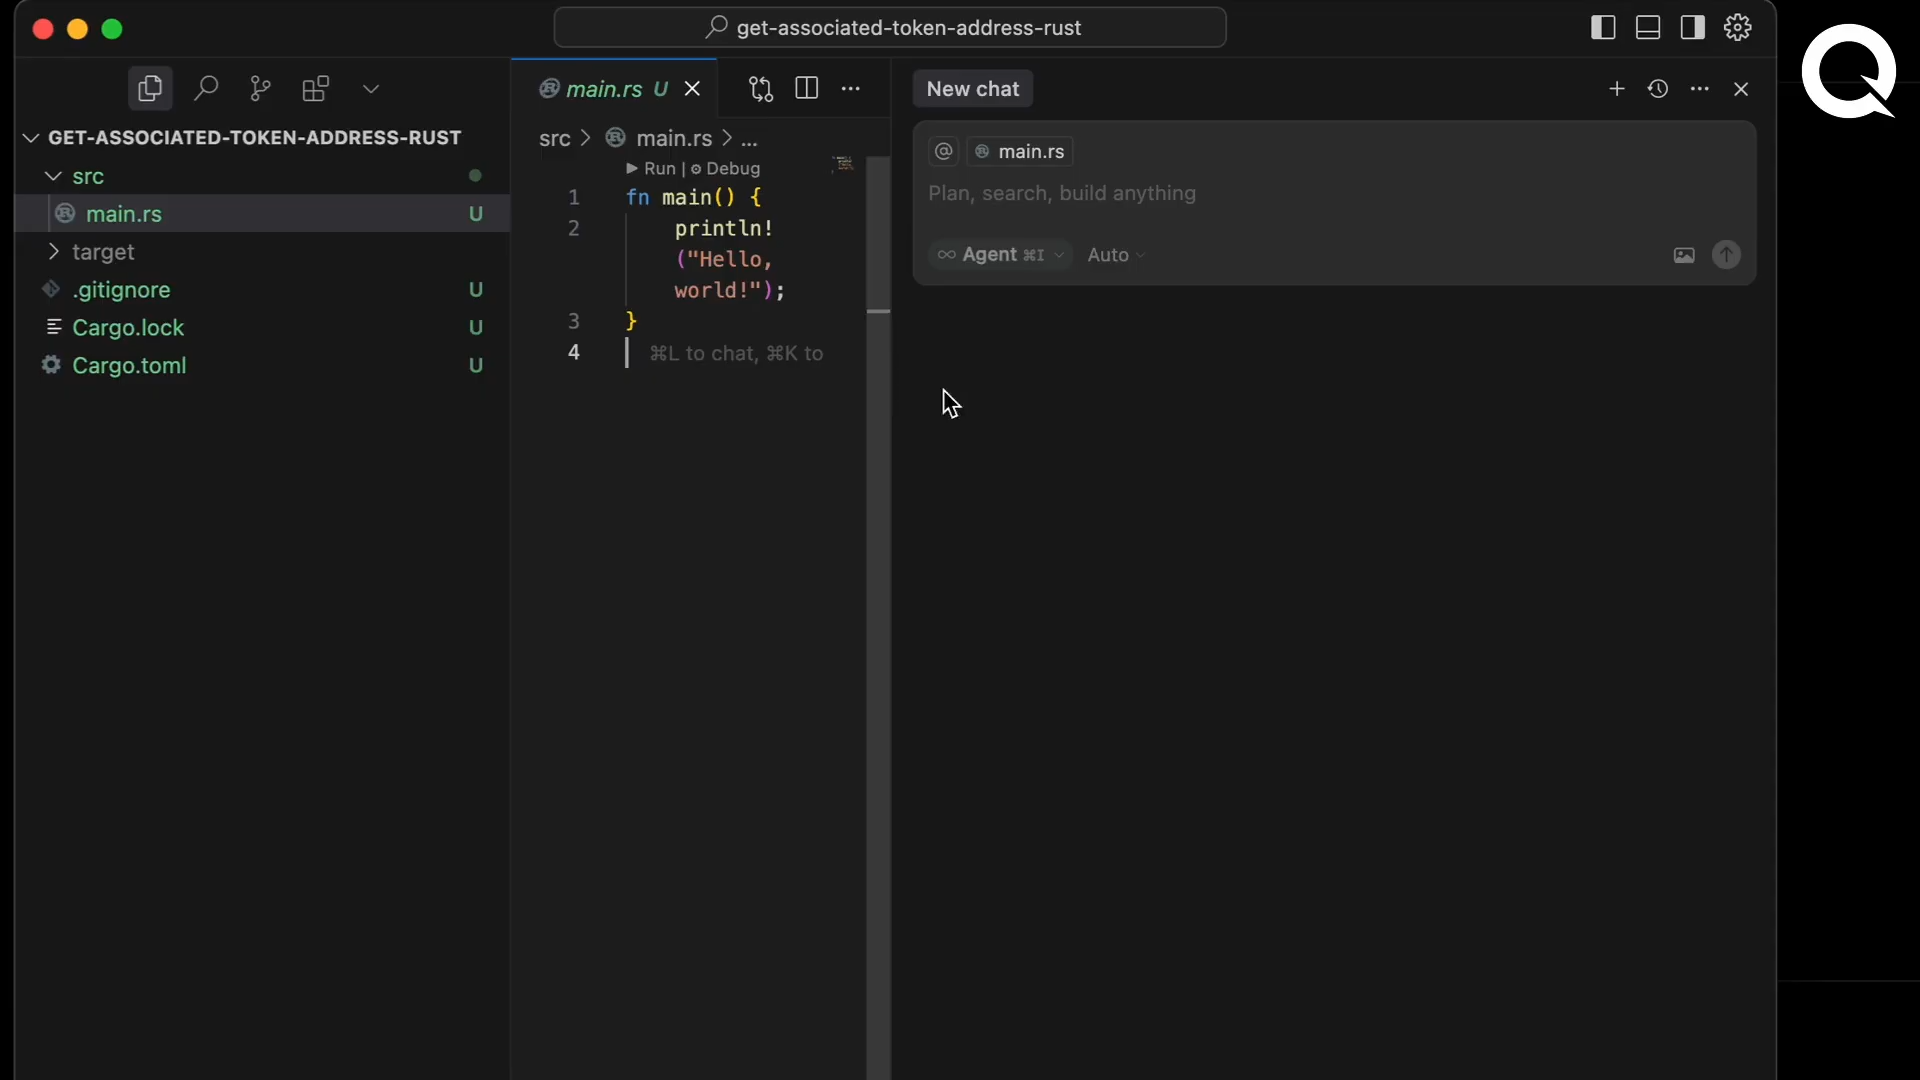 get-associated-token-address-rust
main.rs U
New chat
GET-ASSOCIATED-TOKEN-ADDRESS-RUST
src
main.rs U
target
.gitignore U
Cargo.lock U
Cargo.toml U
src > main.rs > ...
Run | Debug
1 fn main() {
2 println!
("Hello,
world!");
3 }
4 ⌘L to chat, ⌘K to
@ main.rs
Plan, search, build anything
∞ Agent ⌘I Auto